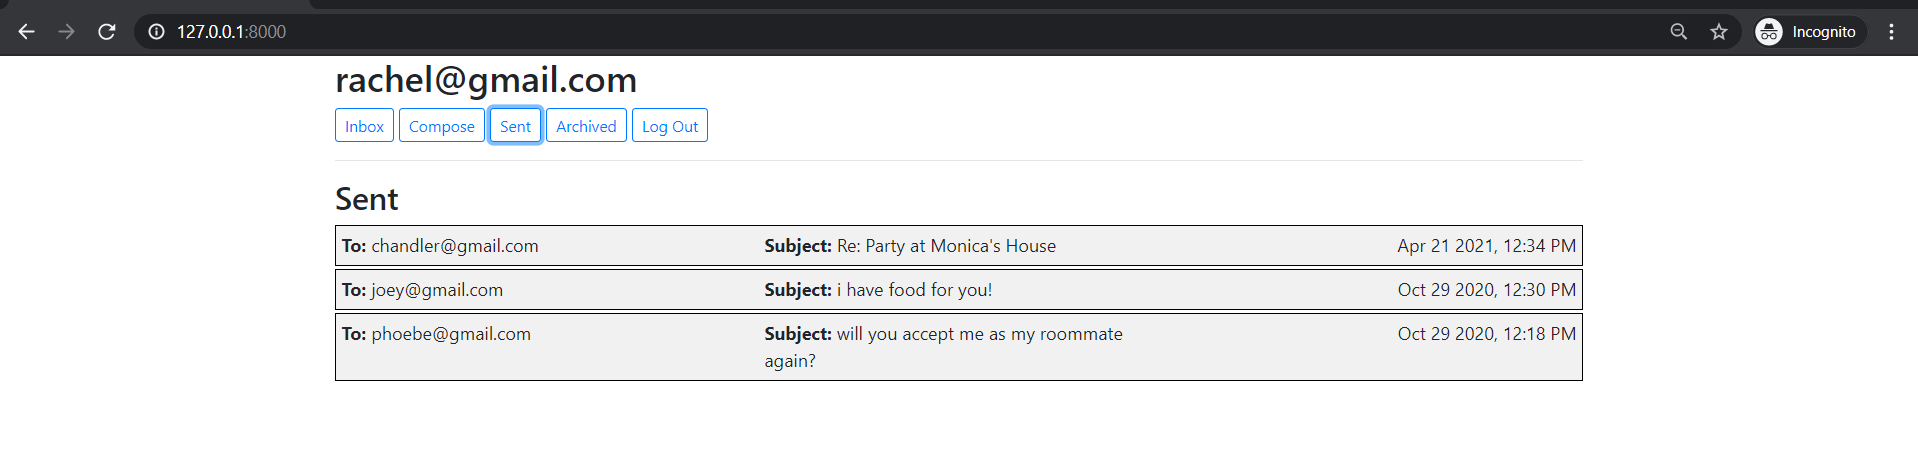 127.0.0.1:8000 Incognito
rachel@gmail.com
Inbox Compose Sent Archived Log Out
Sent
To: chandler@gmail.com Subject: Re: Party at Monica's House Apr 21 2021, 12:34 PM
To: joey@gmail.com Subject: i have food for you! Oct 29 2020, 12:30 PM
To: phoebe@gmail.com Subject: will you accept me as my roommate Oct 29 2020, 12:18 PM
again?